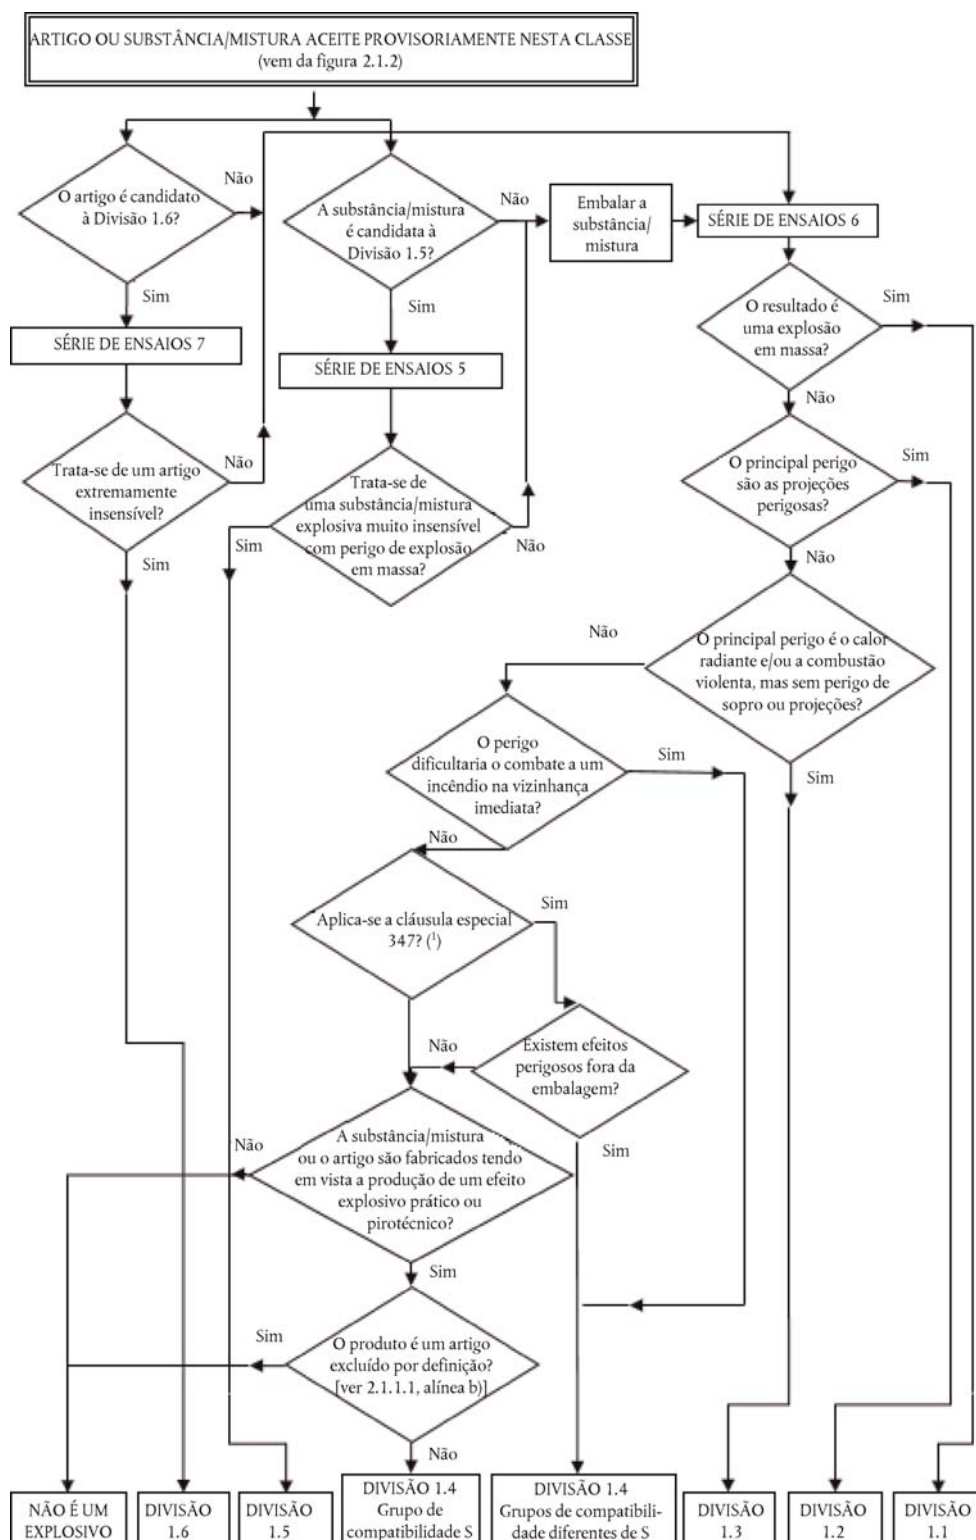 ARTIGO OU SUBSTÂNCIA/MISTURA ACEITE PROVISORIAMENTE NESTA CLASSE
(vem da figura 2.1.2)
O artigo é candidato
à Divisão 1.6?
Não
Sim
A substância/mistura
é candidata à
Divisão 1.5?
Não
Sim
Embalar a
substância/
mistura
SÉRIE DE ENSAIOS 6
SÉRIE DE ENSAIOS 7
SÉRIE DE ENSAIOS 5
O resultado é
uma explosão
em massa?
Sim
Não
Trata-se de um artigo
extremamente
insensível?
Não
Sim
Trata-se de
uma substância/mistura
explosiva muito insensível
com perigo de explosão
em massa?
Sim
Não
O principal perigo
são as projeções
perigosas?
Sim
Não
O principal perigo é o calor
radiante e/ou a combustão
violenta, mas sem perigo de
sopro ou projeções?
Não
Sim
O perigo
dificultaria o combate a um
incêndio na vizinhança
imediata?
Sim
Não
Aplica-se a cláusula especial
347? (¹)
Sim
Não
Existem efeitos
perigosos fora da
embalagem?
Sim
A substância/mistura
ou o artigo são fabricados tendo
em vista a produção de um efeito
explosivo prático ou
pirotécnico?
Não
Sim
O produto é um artigo
excluído por definição?
[ver 2.1.1.1, alínea b)]
Sim
Não
NÃO É UM
EXPLOSIVO
DIVISÃO
1.6
DIVISÃO
1.5
DIVISÃO 1.4
Grupo de
compatibilidade S
DIVISÃO 1.4
Grupos de compatibili-
dade diferentes de S
DIVISÃO
1.3
DIVISÃO
1.2
DIVISÃO
1.1